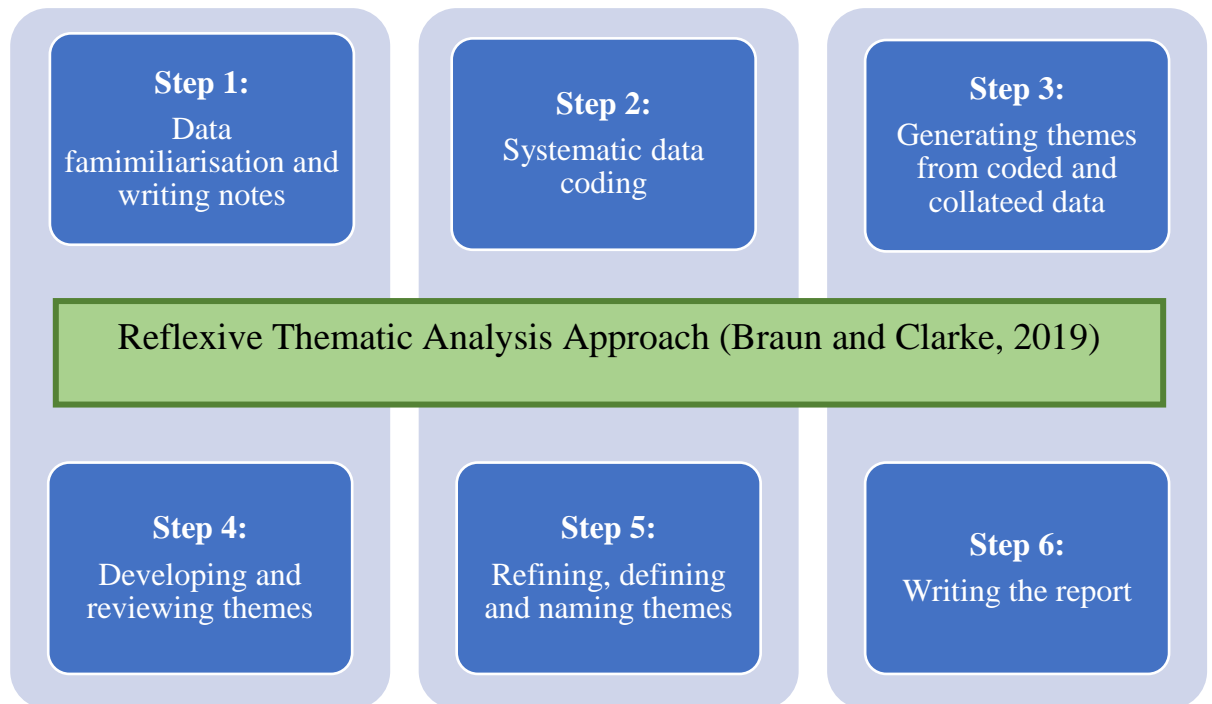 Step 1:
Data
famimiliarisation and
writing notes
Step 2:
Systematic data
coding
Step 3:
Generating themes
from coded and
collateed data
Reflexive Thematic Analysis Approach (Braun and Clarke, 2019)
Step 4:
Developing and
reviewing themes
Step 5:
Refining, defining
and naming themes
Step 6:
Writing the report